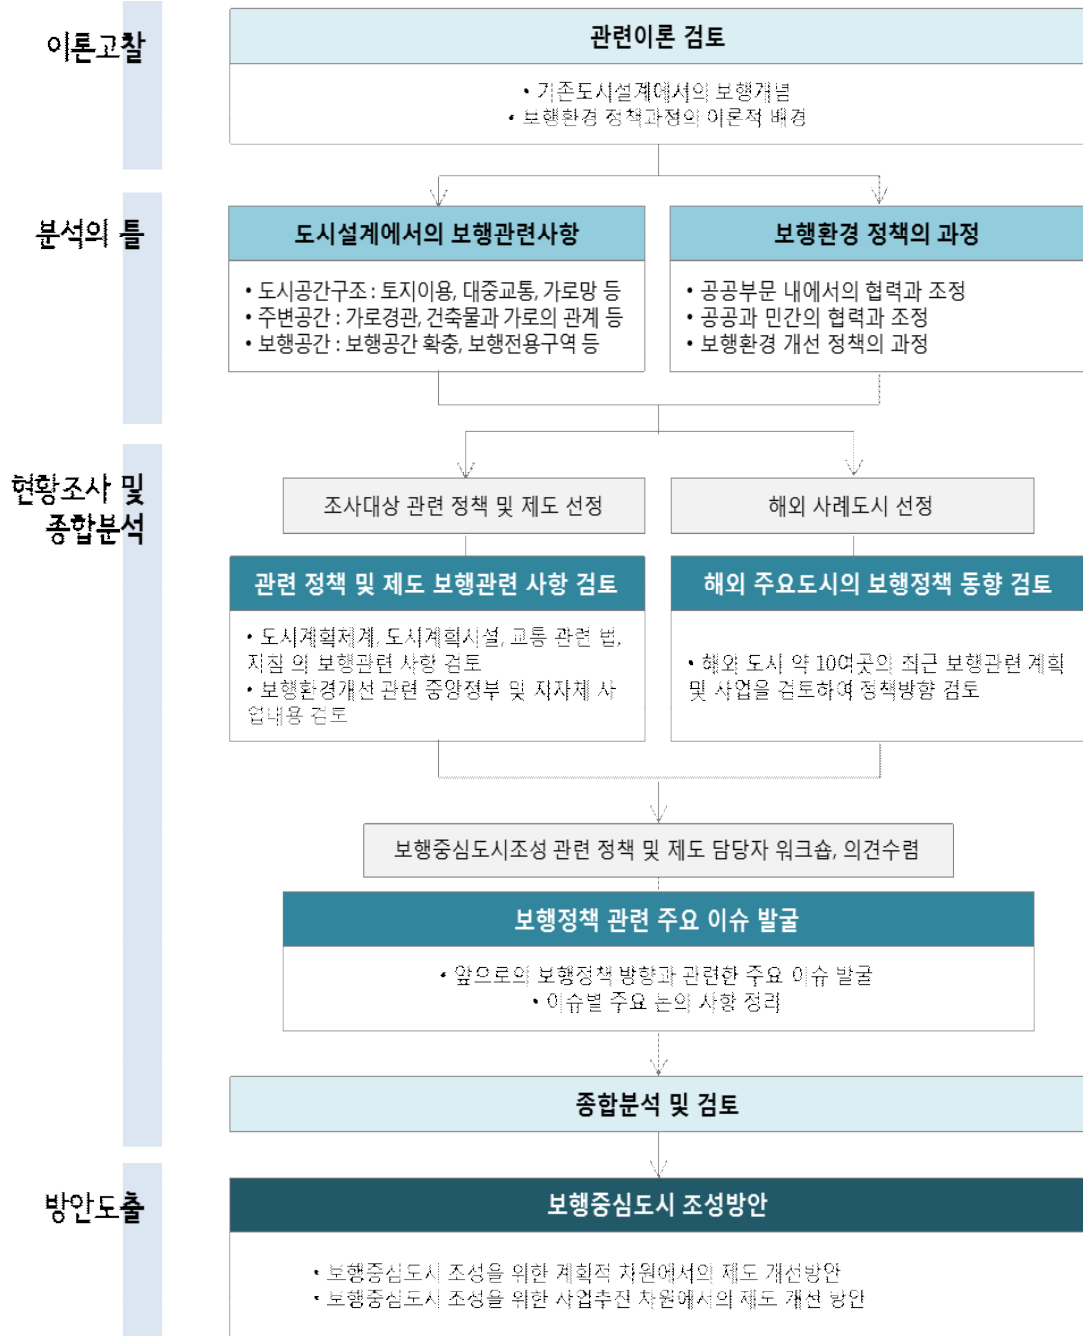 이론고찰
관련이론 검토
• 기존도시설계에서의 보행개념
• 보행환경 정책과정의 이론적 배경
분석의 틀
도시설계에서의 보행관련사항
• 도시공간구조 : 토지이용, 대중교통, 가로망 등
• 주변공간 : 가로경관, 건축물과 가로의 관계 등
• 보행공간 : 보행공간 확충, 보행전용구역 등
보행환경 정책의 과정
• 공공부문 내에서의 협력과 조정
• 공공과 민간의 협력과 조정
• 보행환경 개선 정책의 과정
현황조사 및
종합분석
조사대상 관련 정책 및 제도 선정
해외 사례도시 선정
관련 정책 및 제도 보행관련 사항 검토
• 도시계획체계, 도시계획시설, 교통 관련 법,
지침 의 보행관련 사항 검토
• 보행환경개선 관련 중앙정부 및 지자체 사
업내용 검토
해외 주요도시의 보행정책 동향 검토
• 해외 도시 약 10여곳의 최근 보행관련 계획
및 사업을 검토하여 정책방향 검토
보행중심도시조성 관련 정책 및 제도 담당자 워크숍, 의견수렴
보행정책 관련 주요 이슈 발굴
• 앞으로의 보행정책 방향과 관련한 주요 이슈 발굴
• 이슈별 주요 논의 사항 정리
종합분석 및 검토
방안도출
보행중심도시 조성방안
• 보행중심도시 조성을 위한 계획적 차원에서의 제도 개선방안
• 보행중심도시 조성을 위한 사업추진 차원에서의 제도 개선 방안